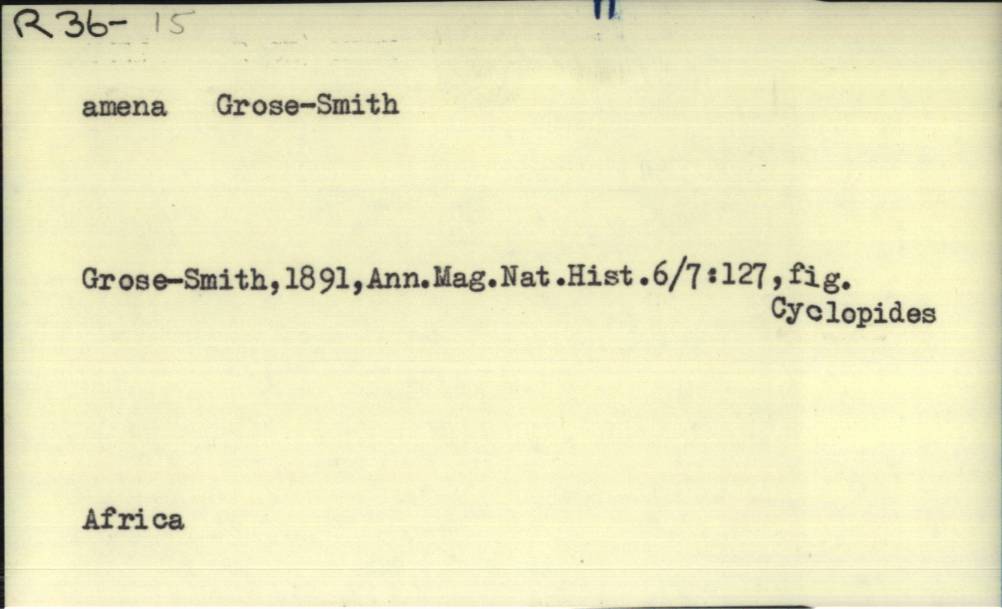 R36-15
amena Grose-Smith
Grose-Smith,1891,Ann.Mag.Nat.Hist.6/7:127,fig.
Cyclopides
Africa